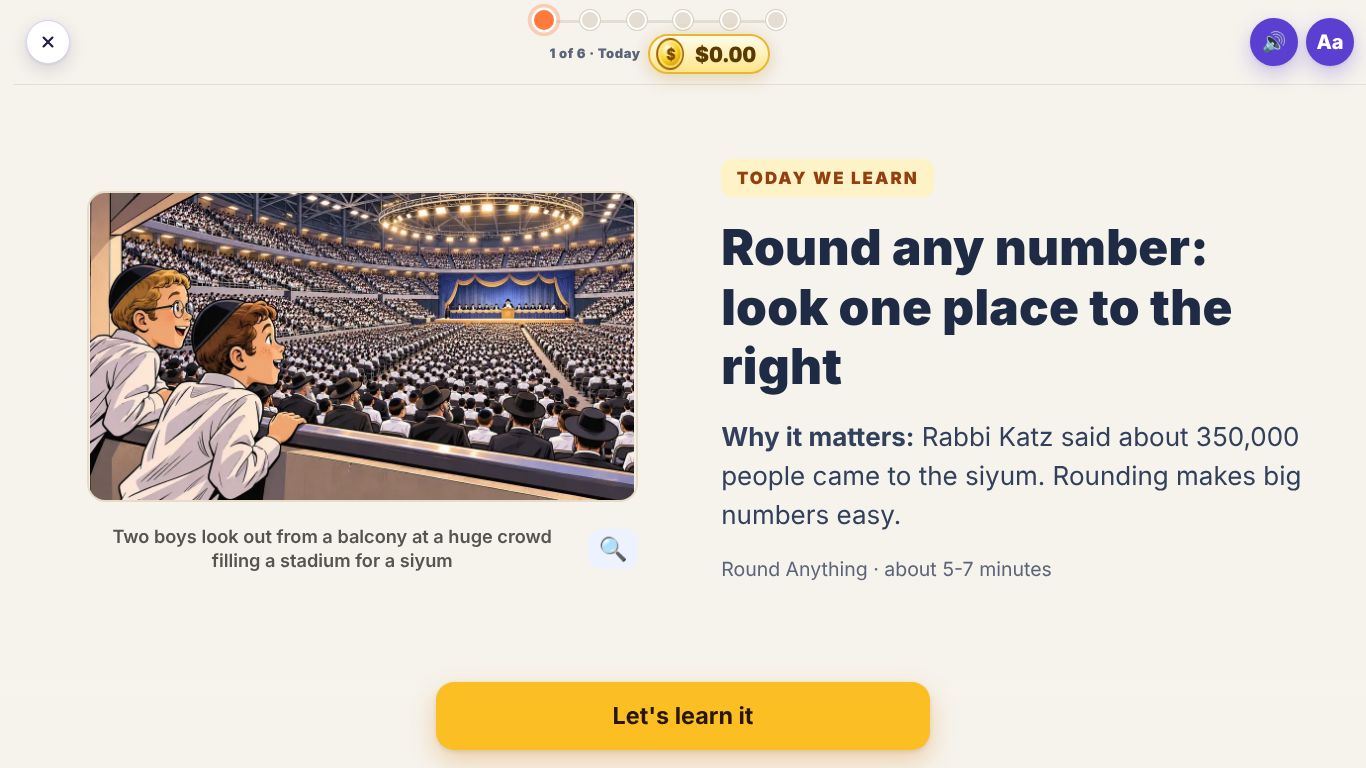 ×
1 of 6 · Today
$ $0.00
Aa
TODAY WE LEARN
Round any number:
look one place to the
right
Why it matters: Rabbi Katz said about 350,000
people came to the siyum. Rounding makes big
numbers easy.
Round Anything · about 5-7 minutes
Two boys look out from a balcony at a huge crowd
filling a stadium for a siyum
Let's learn it